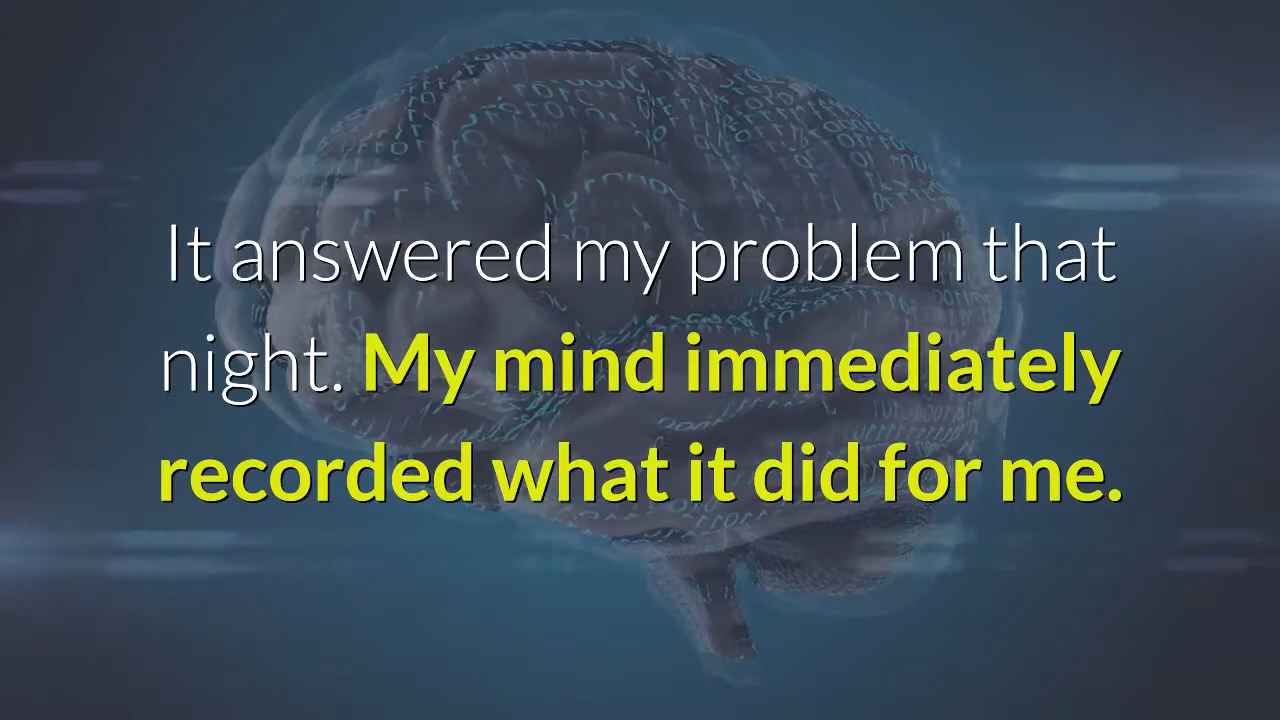 It answered my problem that
night. My mind immediately
recorded what it did for me.